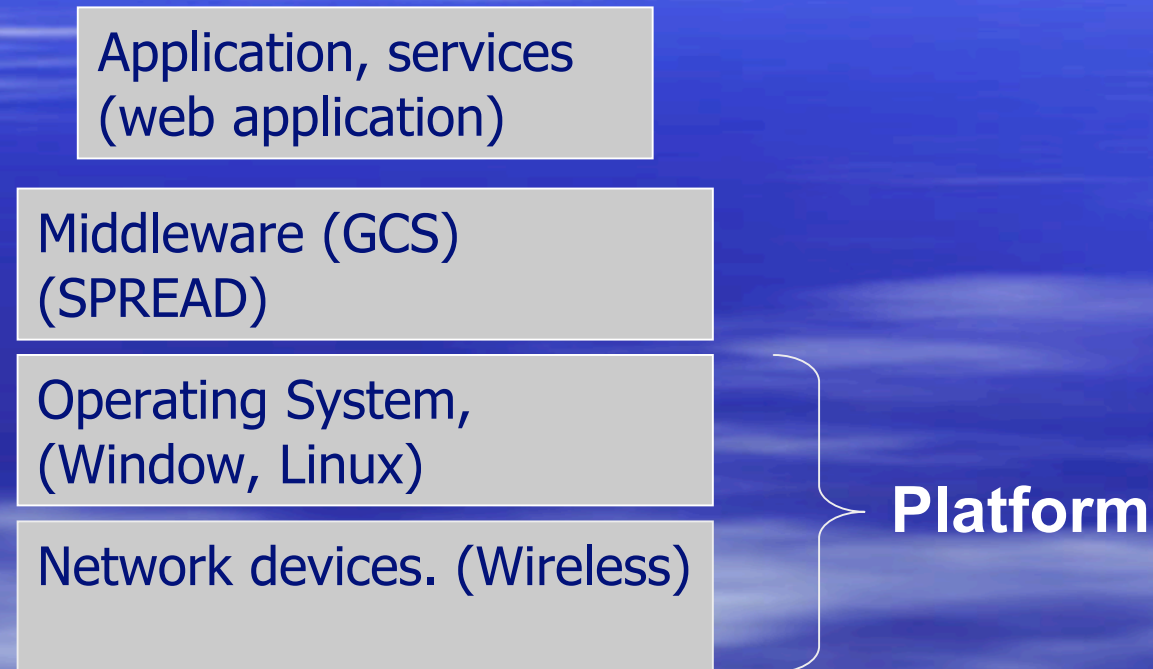 Application, services
(web application)
Middleware (GCS)
(SPREAD)
Operating System,
(Window, Linux)
Platform
Network devices. (Wireless)